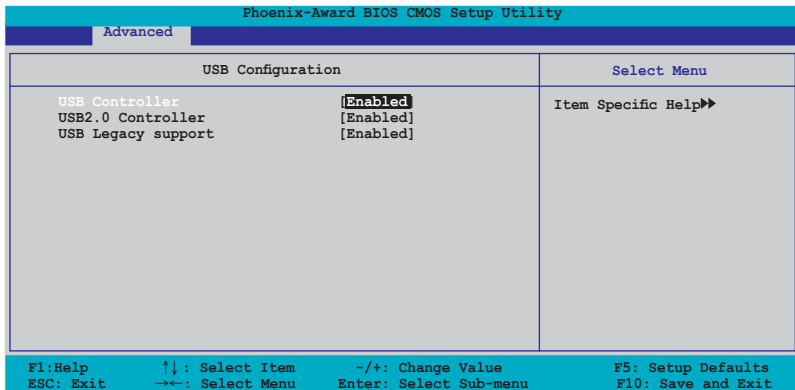 Phoenix-Award BIOS CMOS Setup Utility
Advanced
USB Configuration
Select Menu
USB Controller [Enabled]
USB2.0 Controller [Enabled]
USB Legacy support [Enabled]
Item Specific Help▶▶
F1:Help ↑↓ : Select Item -/+: Change Value F5: Setup Defaults
ESC: Exit →←: Select Menu Enter: Select Sub-menu F10: Save and Exit